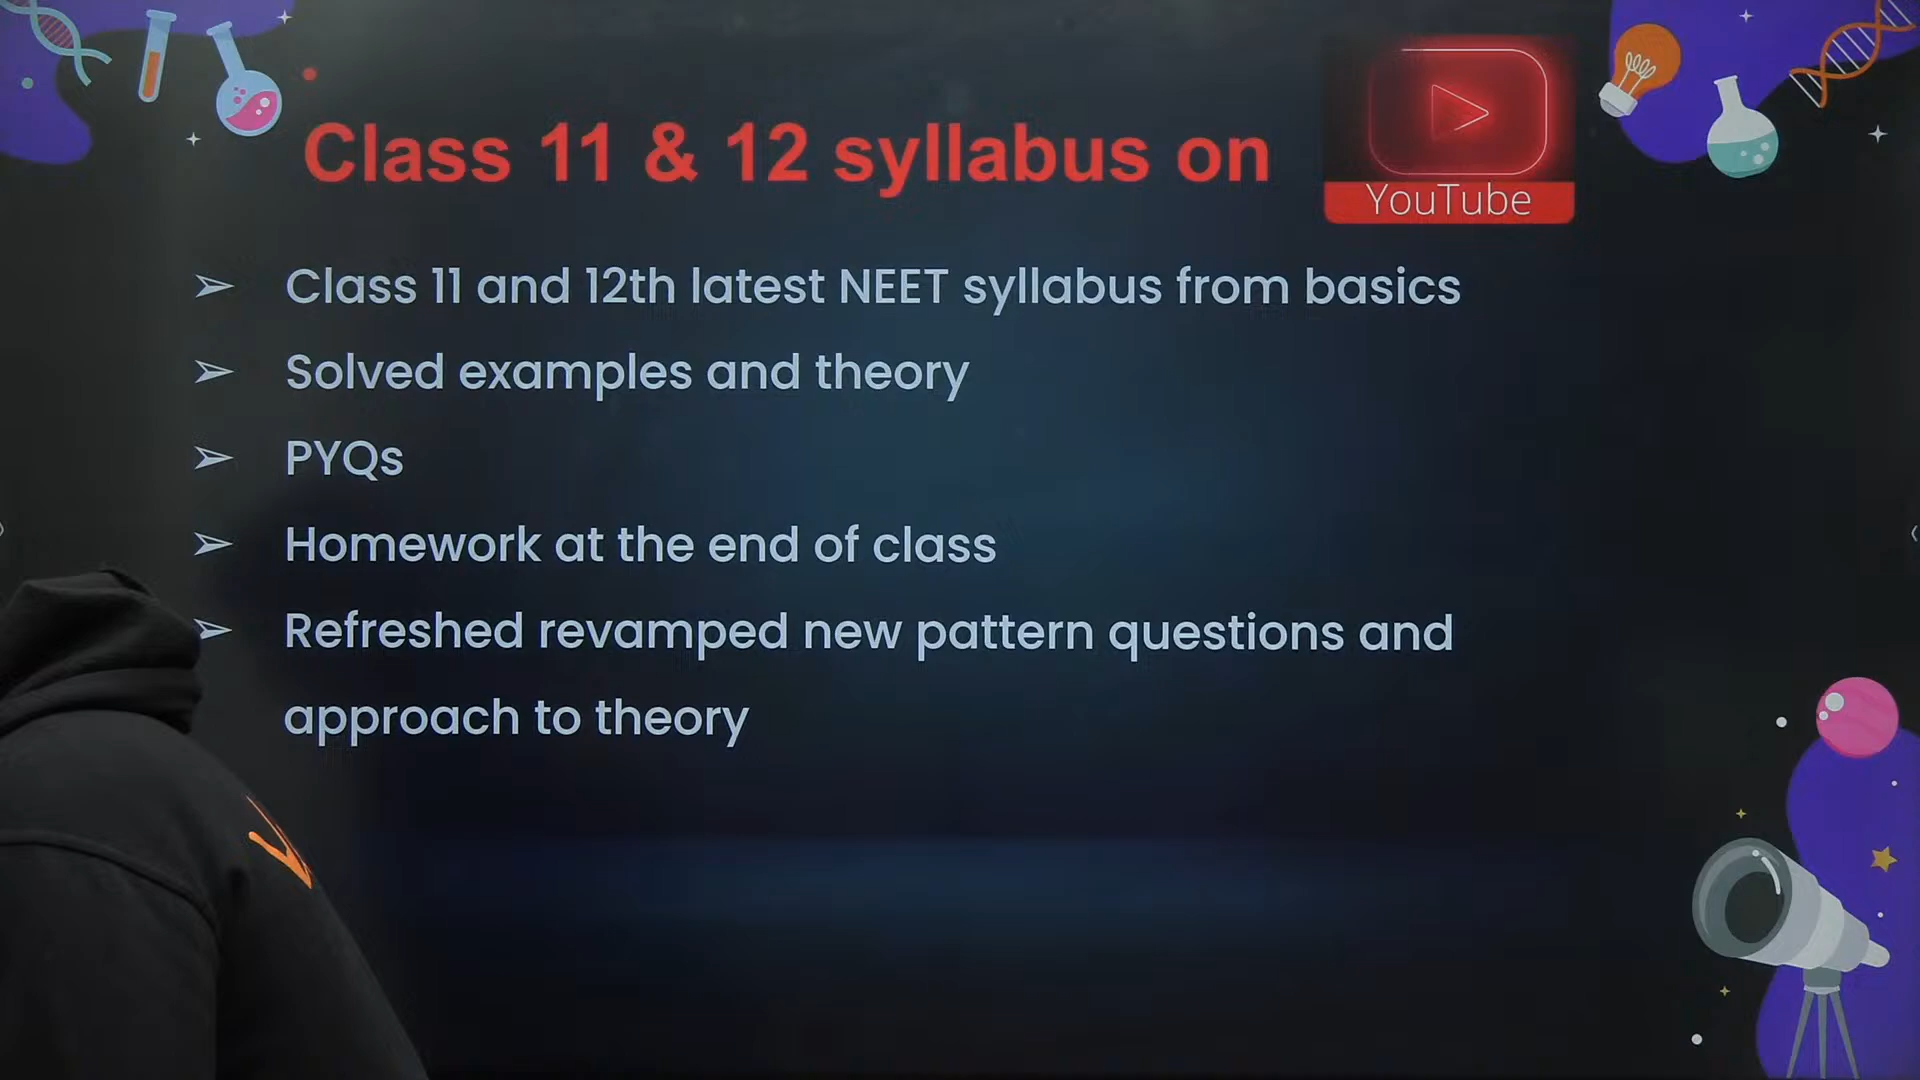 Class 11 & 12 syllabus on
YouTube
➢ Class 11 and 12th latest NEET syllabus from basics
➢ Solved examples and theory
➢ PYQs
➢ Homework at the end of class
➢ Refreshed revamped new pattern questions and
approach to theory